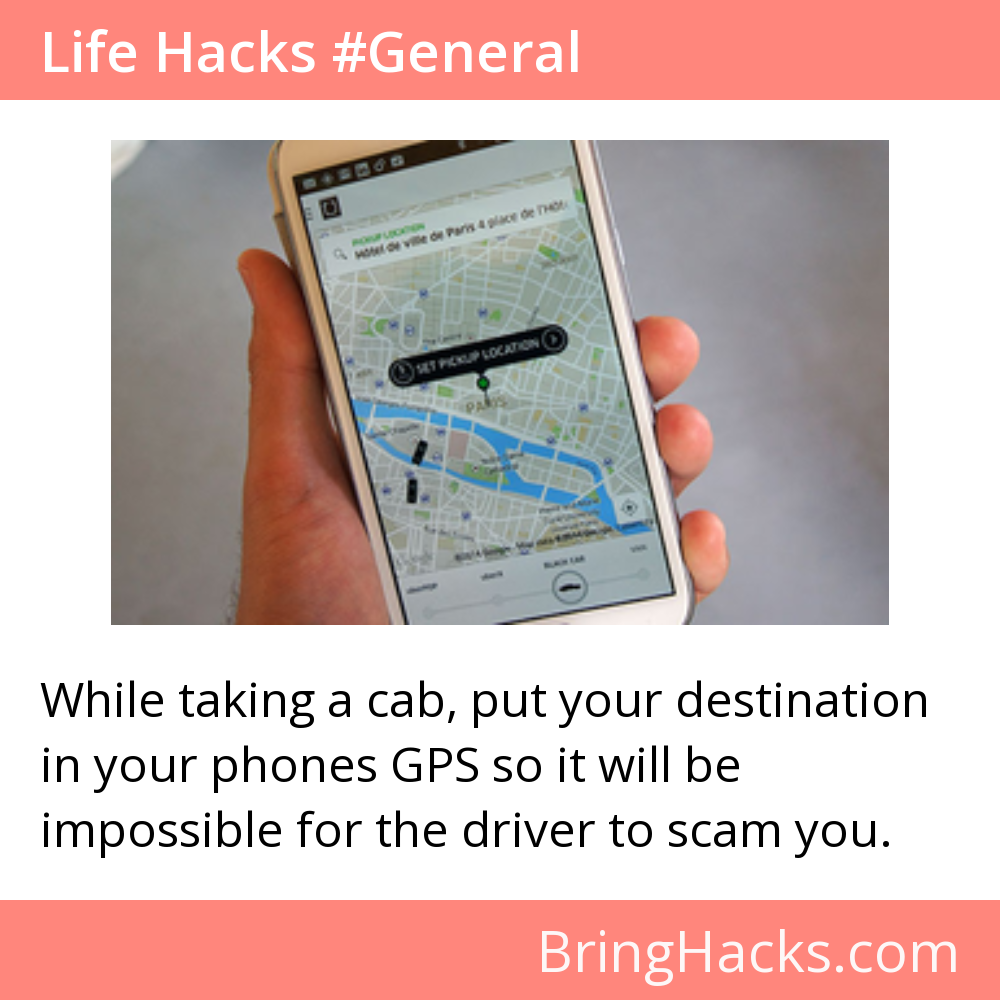 Life Hacks #General
PICKUP LOCATION
Hôtel de ville de Paris 4 place de l'Hôt
SET PICKUP LOCATION
PARIS
BLACK CAR
While taking a cab, put your destination
in your phones GPS so it will be
impossible for the driver to scam you.
BringHacks.com